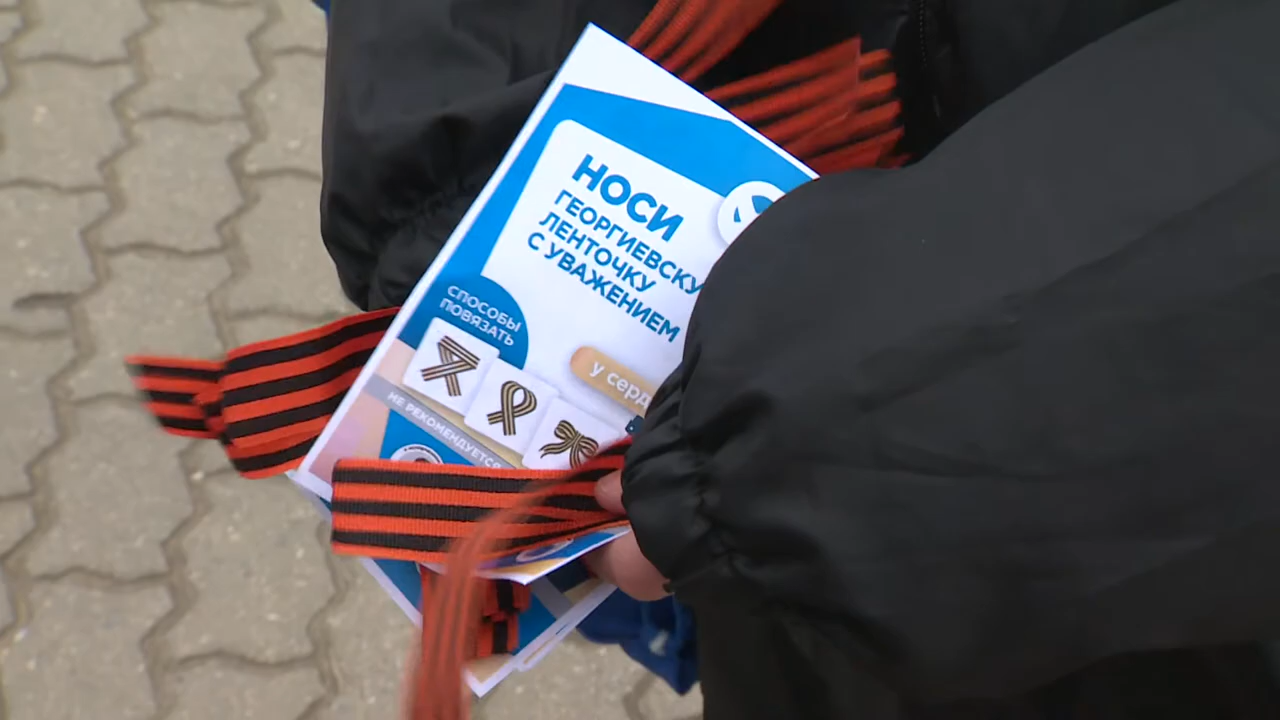 НОСИ
ГЕОРГИЕВСКУ
ЛЕНТОЧКУ
С УВАЖЕНИЕМ
СПОСОБЫ
ПОВЯЗАТЬ
у серд
НЕ РЕКОМЕНДУЕТСЯ